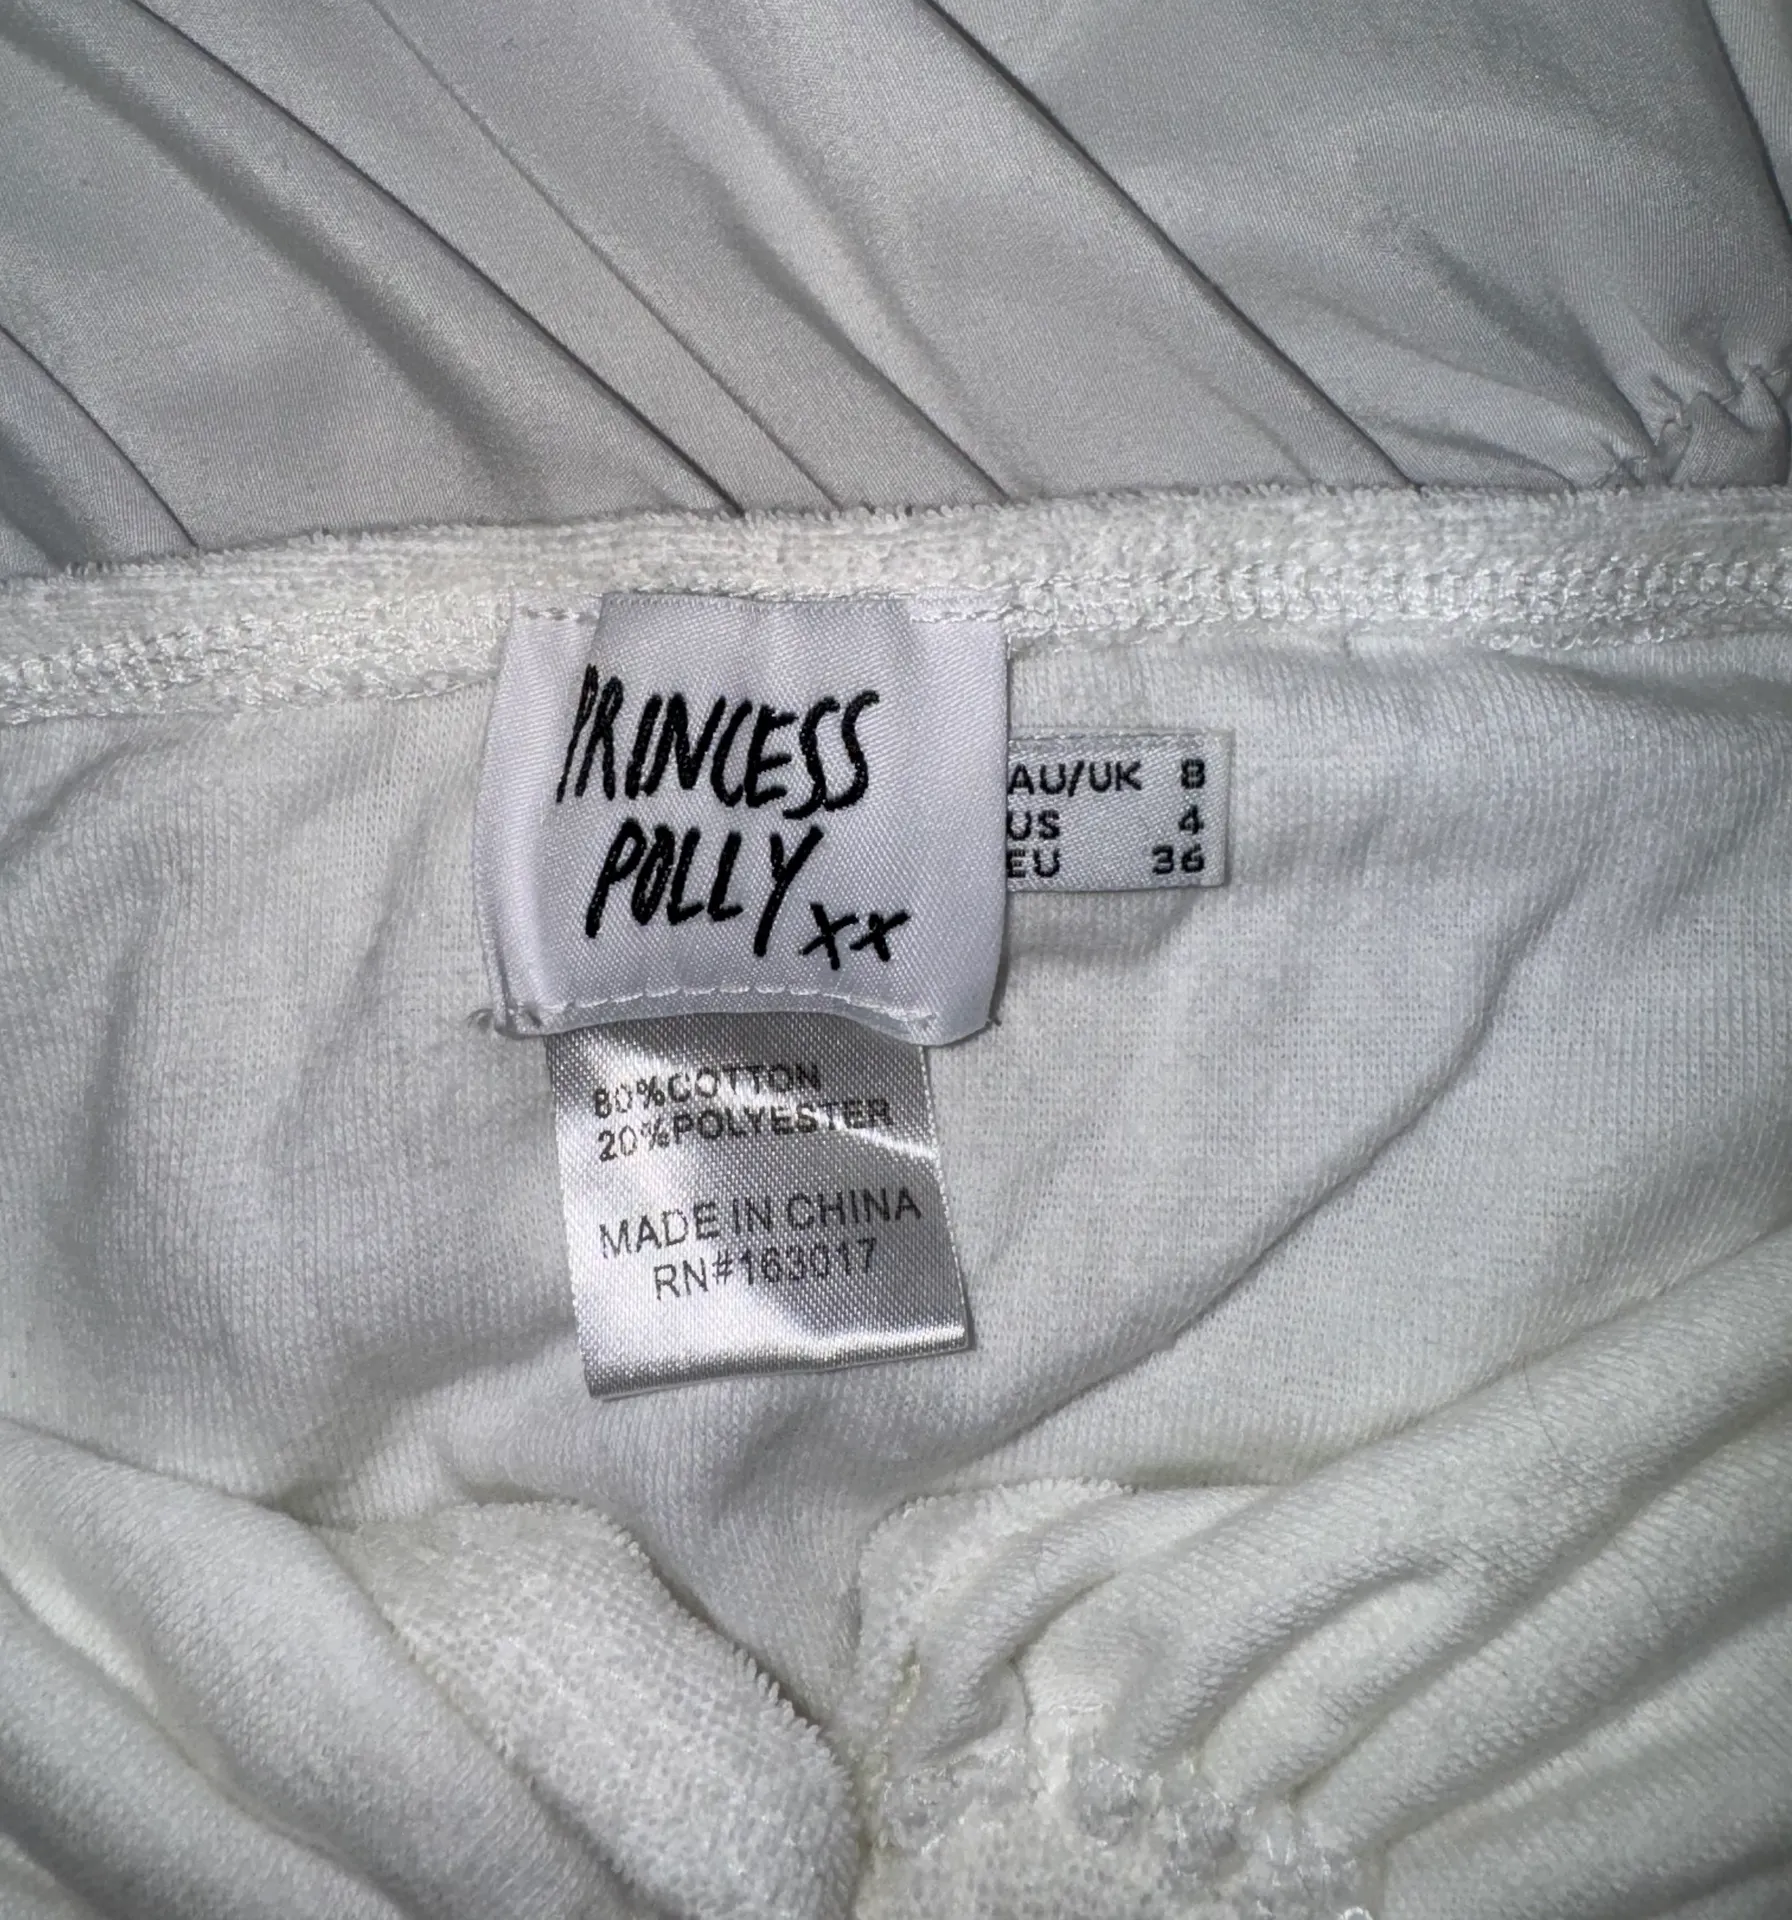 PRINCESS
POLLY xx
AU/UK 8
US 4
EU 36
80%COTTON
20%POLYESTER
MADE IN CHINA
RN#163017